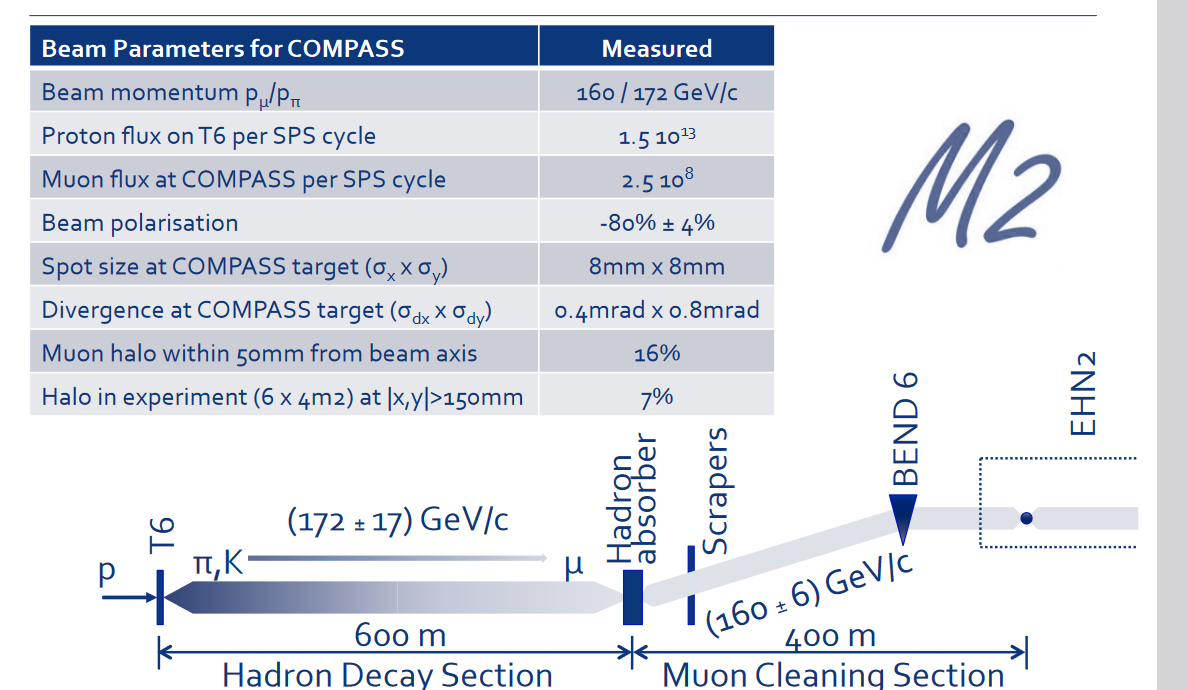 Beam Parameters for COMPASS Measured
Beam momentum pμ/pπ 160 / 172 GeV/c
Proton flux on T6 per SPS cycle 1.5 10¹³
Muon flux at COMPASS per SPS cycle 2.5 10⁸
Beam polarisation -80% ± 4%
Spot size at COMPASS target (σx x σy) 8mm x 8mm
Divergence at COMPASS target (σdx x σdy) 0.4mrad x 0.8mrad
Muon halo within 50mm from beam axis 16%
Halo in experiment (6 x 4m2) at |x,y|>150mm 7%
M2
EHN2
BEND 6
Scrapers
Hadron
absorber
T6
(172 ± 17) GeV/c
p
π,K
μ
(160 ± 6) GeV/c
600 m
400 m
Hadron Decay Section
Muon Cleaning Section